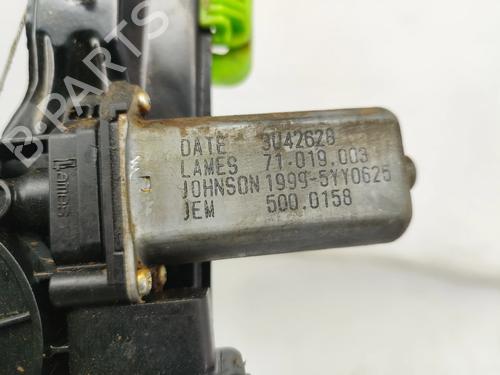 DATE 3042628
LAMES 71.019.003
JOHNSON 1999-5YY0625
JEM 500.0158
Lames
B-PARTS